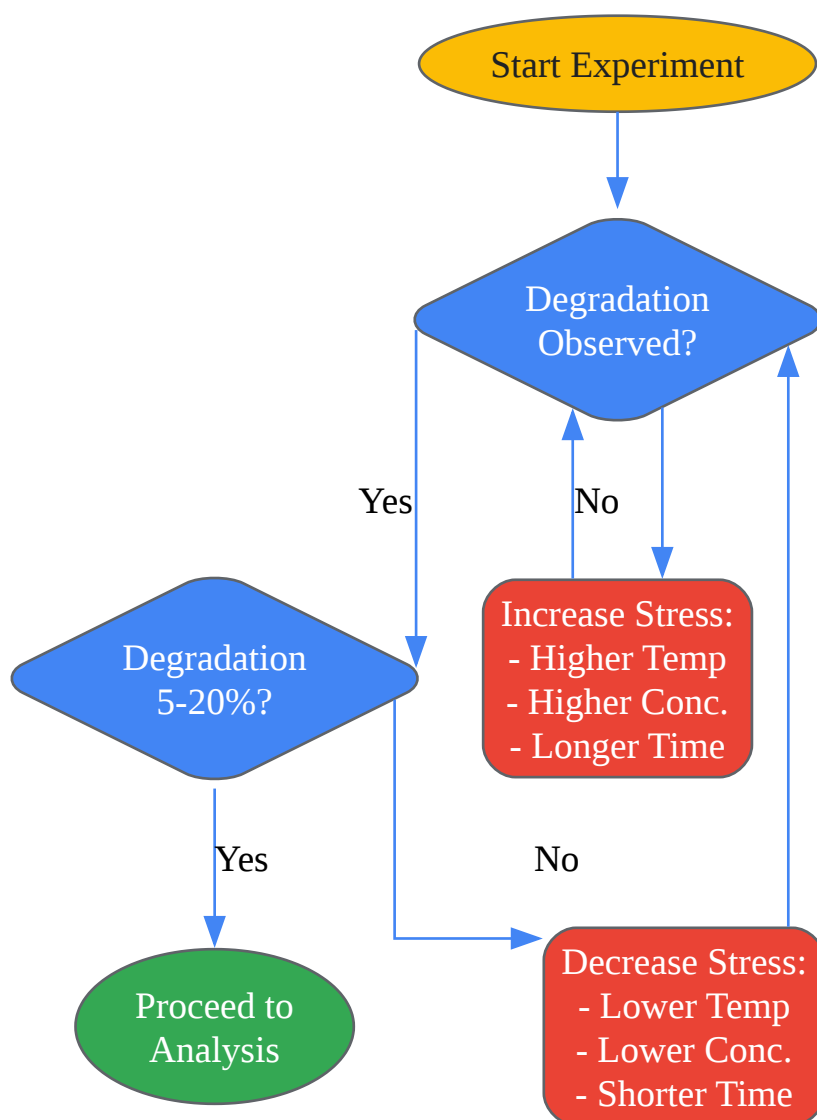 Start Experiment
Degradation
Observed?
Yes
No
Degradation
5-20%?
Increase Stress:
- Higher Temp
- Higher Conc.
- Longer Time
Yes
No
Proceed to
Analysis
Decrease Stress:
- Lower Temp
- Lower Conc.
- Shorter Time